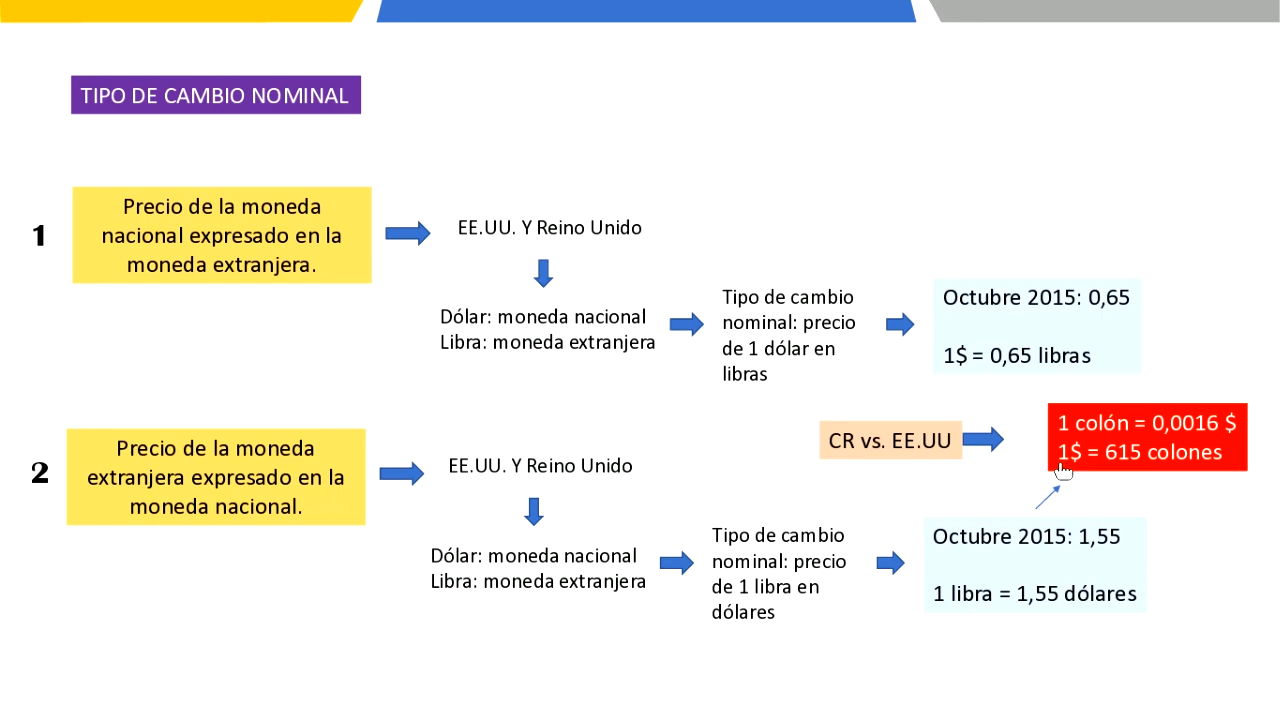 TIPO DE CAMBIO NOMINAL
1
Precio de la moneda
nacional expresado en la
moneda extranjera.
EE.UU. Y Reino Unido
Dólar: moneda nacional
Libra: moneda extranjera
Tipo de cambio
nominal: precio
de 1 dólar en
libras
Octubre 2015: 0,65
1$ = 0,65 libras
CR vs. EE.UU
1 colón = 0,0016 $
1$ = 615 colones
2
Precio de la moneda
extranjera expresado en la
moneda nacional.
EE.UU. Y Reino Unido
Dólar: moneda nacional
Libra: moneda extranjera
Tipo de cambio
nominal: precio
de 1 libra en
dólares
Octubre 2015: 1,55
1 libra = 1,55 dólares